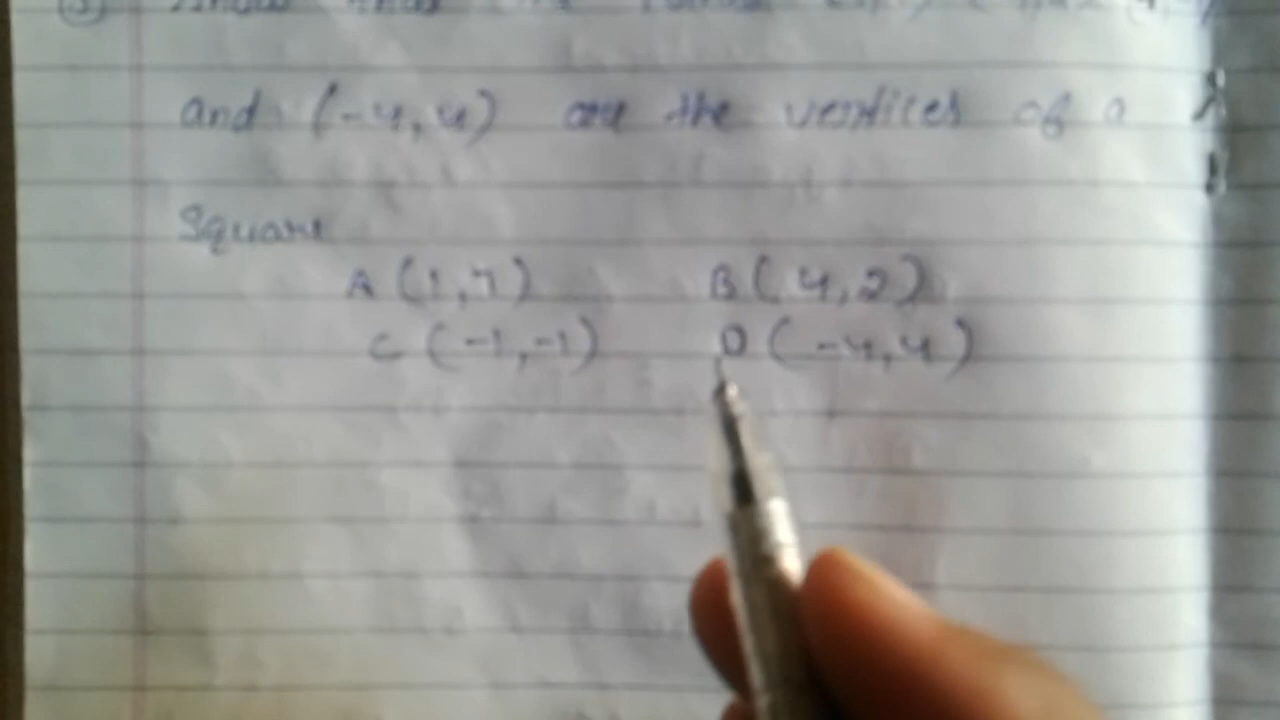 and (-4,4) are the vertices of a
Square
A (1,7) B (4,2)
C (-1,-1) D (-4,4)